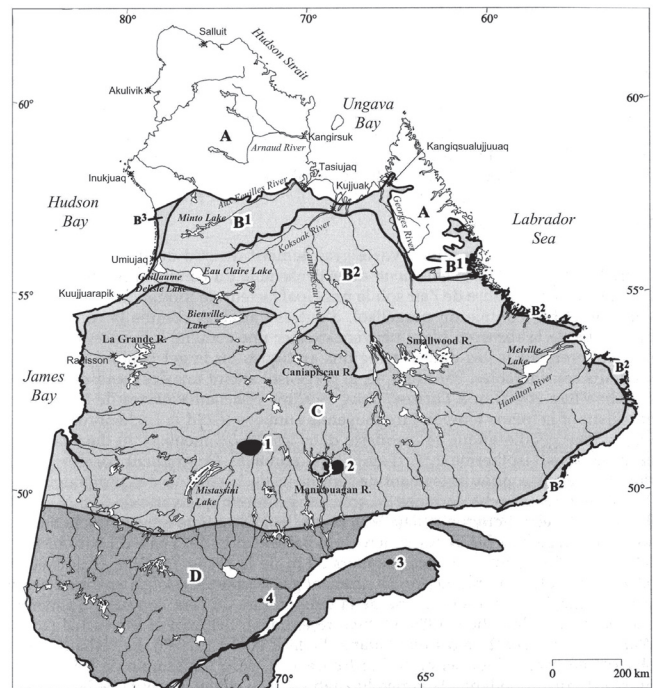 80°
70°
60°
Salluit
Hudson Strait
Akulivik
60°
60°
Ungava
Bay
A
Kangirsuk
Arnaud River
Kangiqsualujjuuaq
Tasiujaq
Inukjuaq
Kujjuak
Aux Feuilles River
Hudson
Bay
A
Georges River
Labrador
Sea
B³
Minto Lake
B¹
Koksoak River
B¹
Umiujaq
Eau Claire Lake
B²
Guillaume
Delisle Lake
Caniapiscau River
55°
Kuujjuarapik
55°
B²
Bienville
Lake
La Grande R.
Smallwood R.
Melville
Lake
Radisson
Caniapiscau R.
B²
Hamilton River
James
Bay
C
1
2
Manicouagan R.
B²
Mistassini
Lake
50°
50°
D
3
4
0
200 km
70°
65°